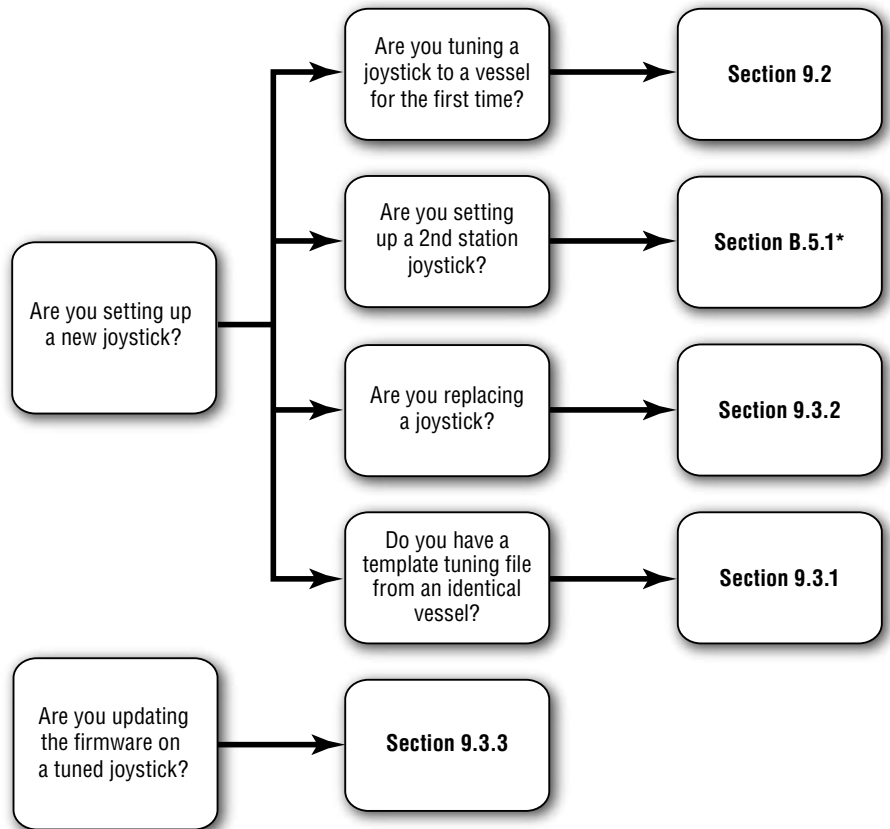 Are you tuning a
joystick to a vessel
for the first time?
Section 9.2
Are you setting
up a 2nd station
joystick?
Section B.5.1*
Are you setting up
a new joystick?
Are you replacing
a joystick?
Section 9.3.2
Do you have a
template tuning file
from an identical
vessel?
Section 9.3.1
Are you updating
the firmware on
a tuned joystick?
Section 9.3.3